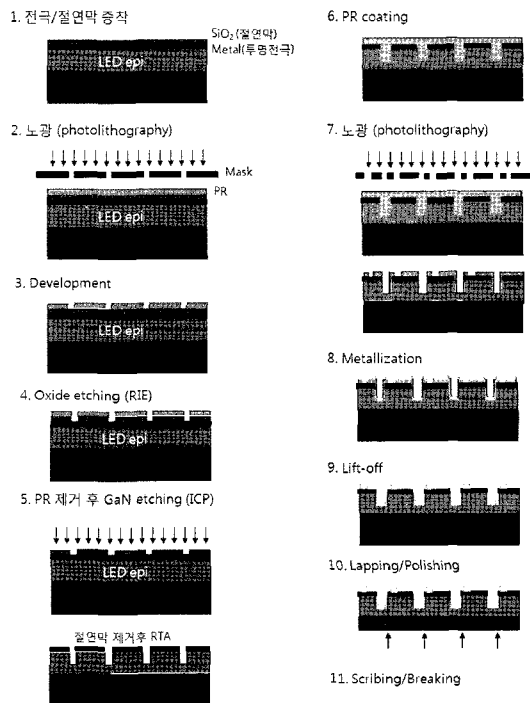 1. 전극/절연막 증착
SiO2 (절연막)
Metal(투명전극)
LED epi
2. 노광 (photolithography)
Mask
PR
LED epi
3. Development
LED epi
4. Oxide etching (RIE)
LED epi
5. PR 제거 후 GaN etching (ICP)
LED epi
절연막 제거후 RTA
6. PR coating
7. 노광 (photolithography)
8. Metallization
9. Lift-off
10. Lapping/Polishing
11. Scribing/Breaking